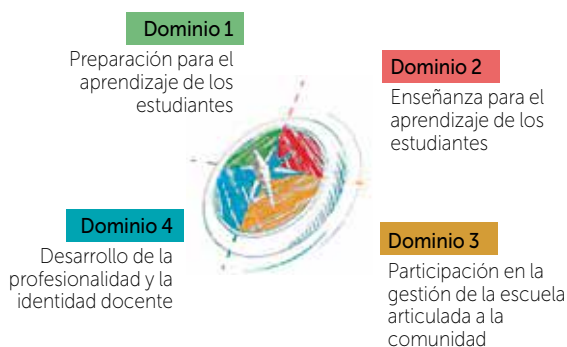 Dominio 1
Preparación para el
aprendizaje de los
estudiantes
Dominio 2
Enseñanza para el
aprendizaje de los
estudiantes
Dominio 4
Desarrollo de la
profesionalidad y la
identidad docente
Dominio 3
Participación en la
gestión de la escuela
articulada a la
comunidad